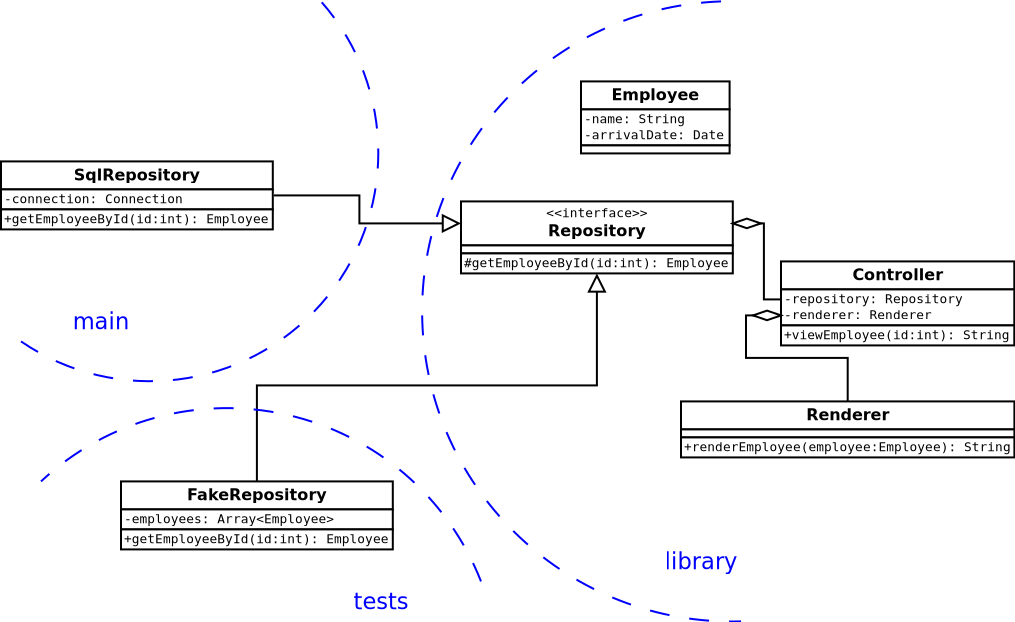 Employee
-name: String
-arrivalDate: Date
SqlRepository
-connection: Connection
+getEmployeeById(id:int): Employee
<<interface>>
Repository
#getEmployeeById(id:int): Employee
Controller
-repository: Repository
-renderer: Renderer
+viewEmployee(id:int): String
main
Renderer
+renderEmployee(employee:Employee): String
FakeRepository
-employees: Array<Employee>
+getEmployeeById(id:int): Employee
library
tests